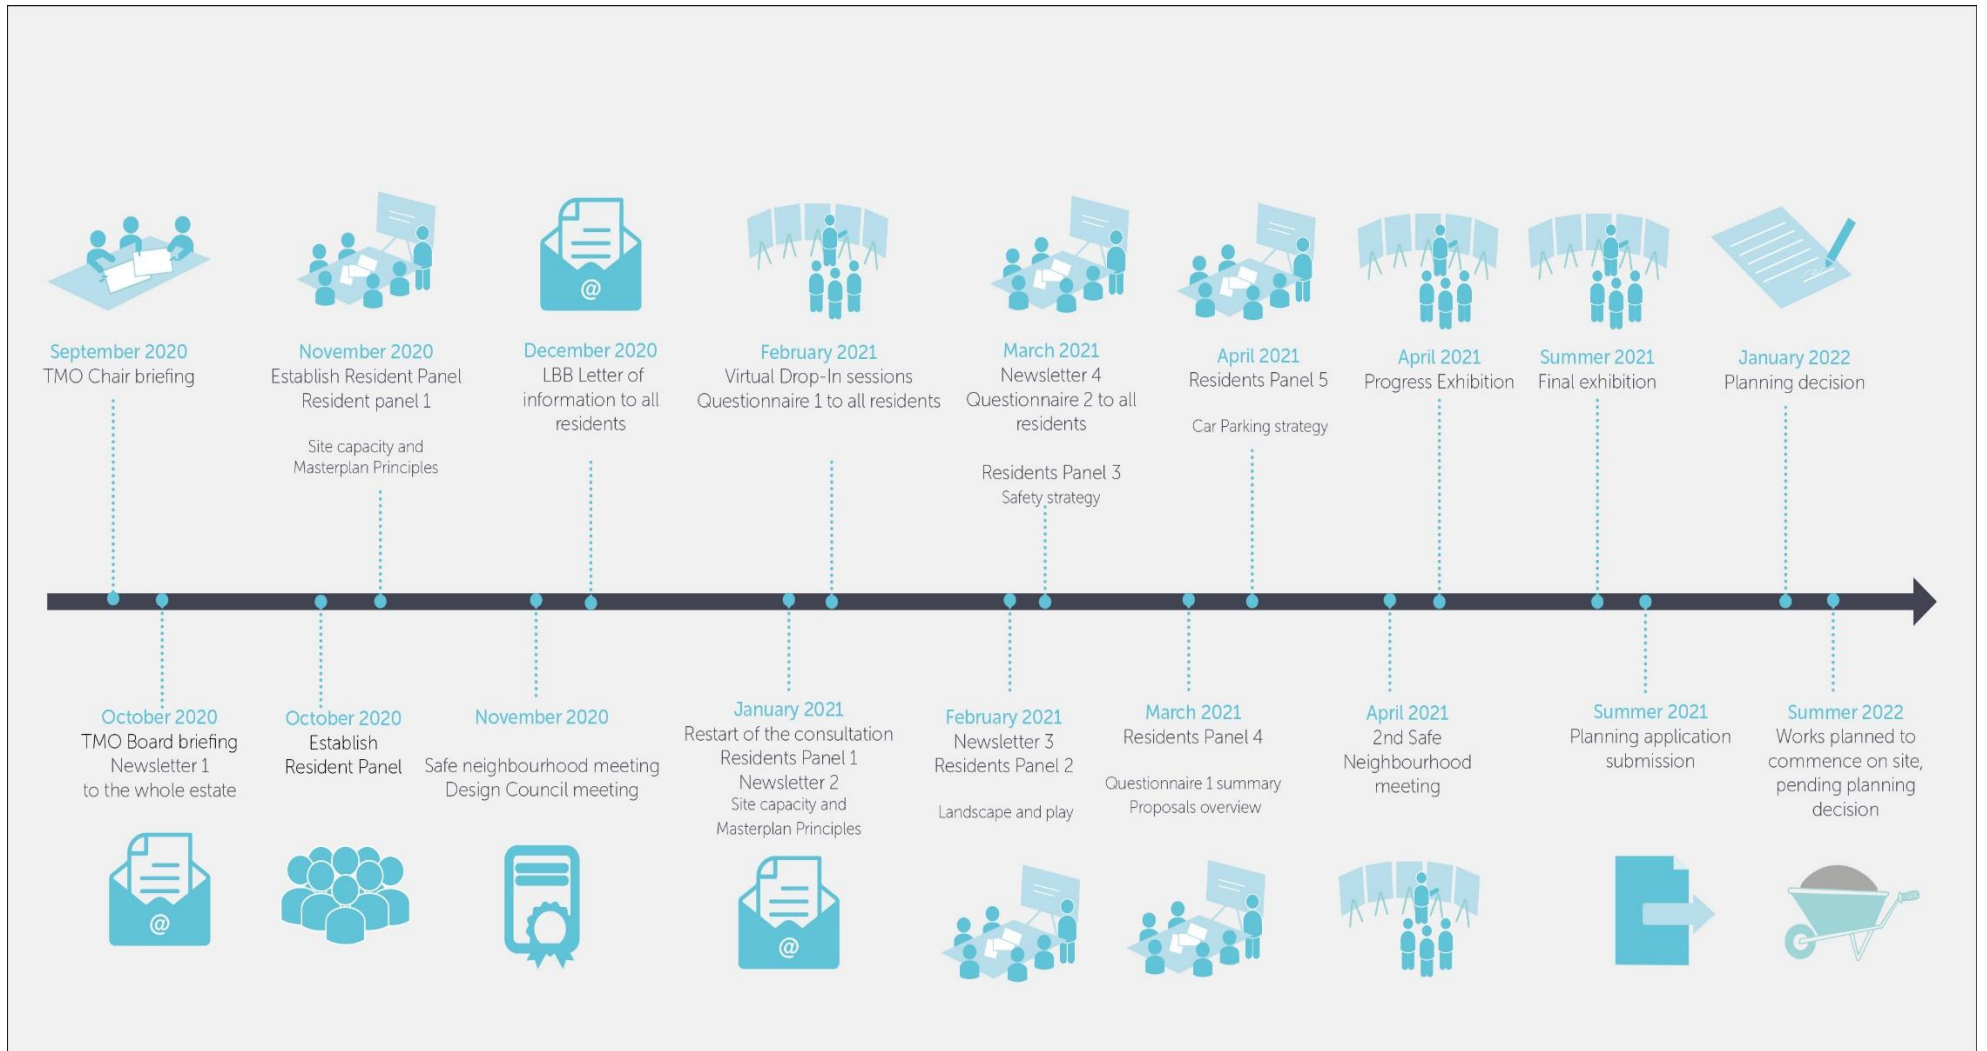 September 2020
TMO Chair briefing
November 2020
Establish Resident Panel
Resident panel 1
Site capacity and
Masterplan Principles
December 2020
LBB Letter of
information to all
residents
@
February 2021
Virtual Drop-In sessions
Questionnaire 1 to all residents
March 2021
Newsletter 4
Questionnaire 2 to all
residents
Residents Panel 3
Safety strategy
April 2021
Residents Panel 5
Car Parking strategy
April 2021
Progress Exhibition
Summer 2021
Final exhibition
January 2022
Planning decision
October 2020
TMO Board briefing
Newsletter 1
to the whole estate
@
October 2020
Establish
Resident Panel
November 2020
Safe neighbourhood meeting
Design Council meeting
January 2021
Restart of the consultation
Residents Panel 1
Newsletter 2
Site capacity and
Masterplan Principles
@
February 2021
Newsletter 3
Residents Panel 2
Landscape and play
March 2021
Residents Panel 4
Questionnaire 1 summary
Proposals overview
April 2021
2nd Safe
Neighbourhood
meeting
Summer 2021
Planning application
submission
Summer 2022
Works planned to
commence on site,
pending planning
decision